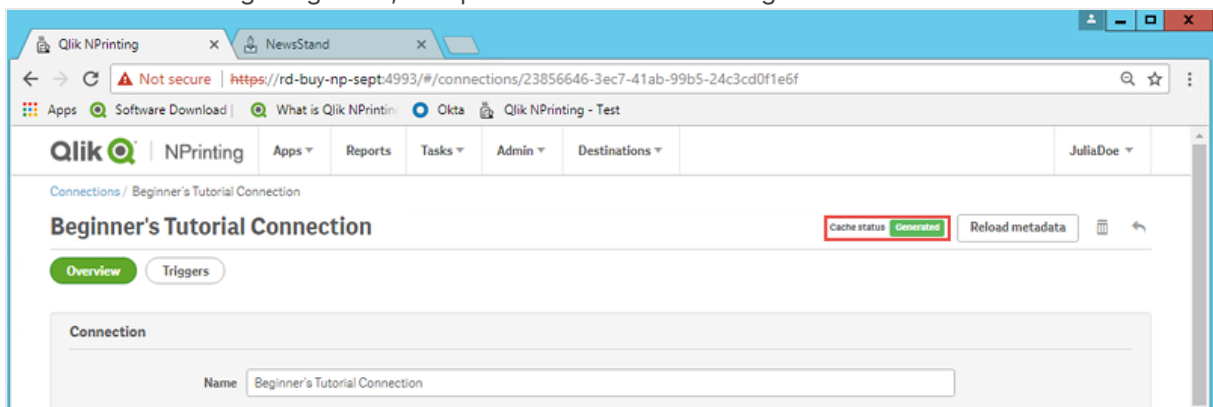 Qlik NPrinting NewsStand
Not secure | https://rd-buy-np-sept:4993/#/connections/23856646-3ec7-41ab-99b5-24c3cd0f1e6f
Apps Software Download | What is Qlik NPrinting Okta Qlik NPrinting - Test
Qlik NPrinting Apps Reports Tasks Admin Destinations JuliaDoe
Connections / Beginner's Tutorial Connection
Beginner's Tutorial Connection Cache status Generated Reload metadata
Overview Triggers
Connection
Name Beginner's Tutorial Connection